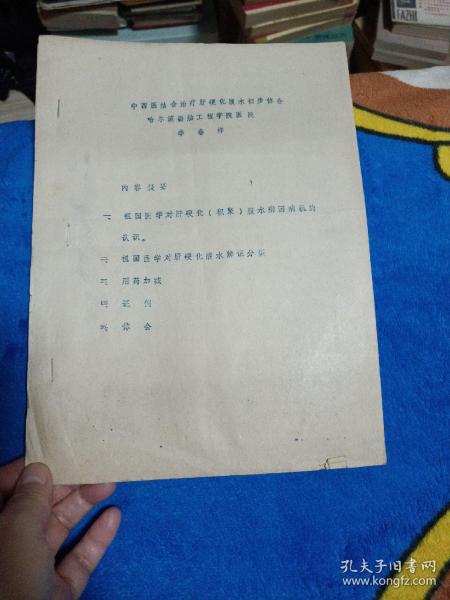 中西医结合治疗肝硬化腹水初步体会
哈尔滨船舶工程学院医院
内容提要
一、祖国医学对肝硬化(积聚)腹水病因病机的
认识。
二、祖国医学对肝硬化腹水辨证分型
三、用药加减
四、证例
五、体会
孔夫子旧书网
www.kongfz.com
FAZHI